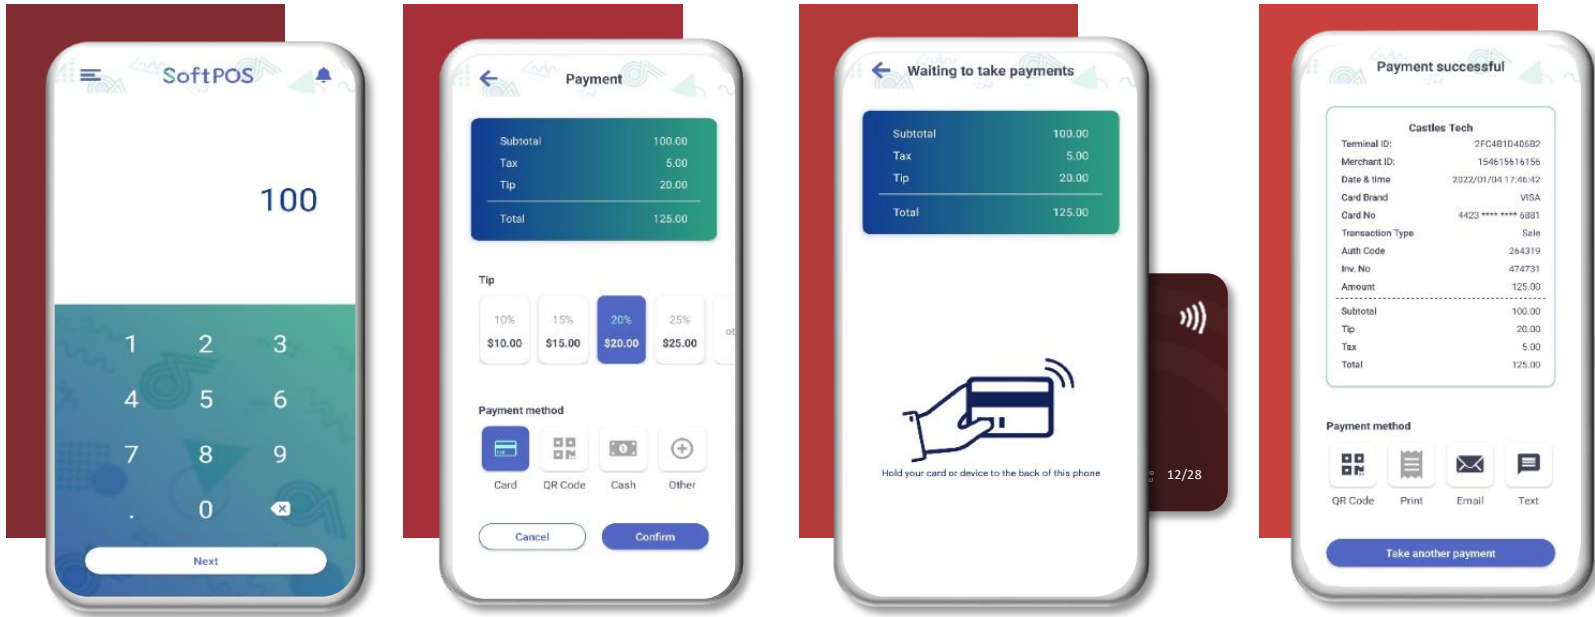 SoftPOS
100
1 2 3
4 5 6
7 8 9
. 0
Next
Payment
Subtotal 100.00
Tax 5.00
Tip 20.00
Total 125.00
Tip
10% 15% 20% 25%
$10.00 $15.00 $20.00 $25.00 ot
Payment method
Card QR Code Cash Other
Cancel Confirm
Waiting to take payments
Subtotal 100.00
Tax 5.00
Tip 20.00
Total 125.00
Hold your card or device to the back of this phone
12/28
Payment successful
Castles Tech
Terminal ID: 2FC4B1D406B2
Merchant ID: 154615616156
Date & time 2022/01/04 17:46:42
Card Brand VISA
Card No 4423 **** **** 6881
Transaction Type Sale
Auth Code 264319
Inv. No 474731
Amount 125.00
Subtotal 100.00
Tip 20.00
Tax 5.00
Total 125.00
Payment method
QR Code Print Email Text
Take another payment